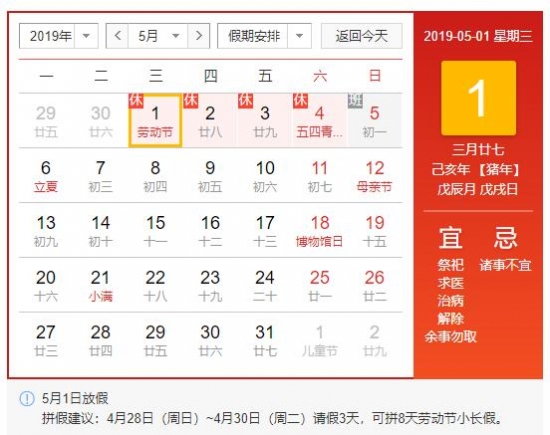 2019年 5月 假期安排 返回今天
一 二 三 四 五 六 日
休 休 休 休 班
29 30 1 2 3 4 5
廿五 廿六 劳动节 廿八 廿九 五四青... 初一
6 7 8 9 10 11 12
立夏 初三 初四 初五 初六 初七 母亲节
13 14 15 16 17 18 19
初九 初十 十一 十二 十三 博物馆日 十五
20 21 22 23 24 25 26
十六 小满 十八 十九 二十 廿一 廿二
27 28 29 30 31 1 2
廿三 廿四 廿五 廿六 廿七 儿童节 廿九
2019-05-01 星期三
1
三月廿七
己亥年 【猪年】
戊辰月 戊戌日
宜 忌
祭祀 诸事不宜
求医
治病
解除
余事勿取
5月1日放假
拼假建议：4月28日（周日）~4月30日（周二）请假3天，可拼8天劳动节小长假。